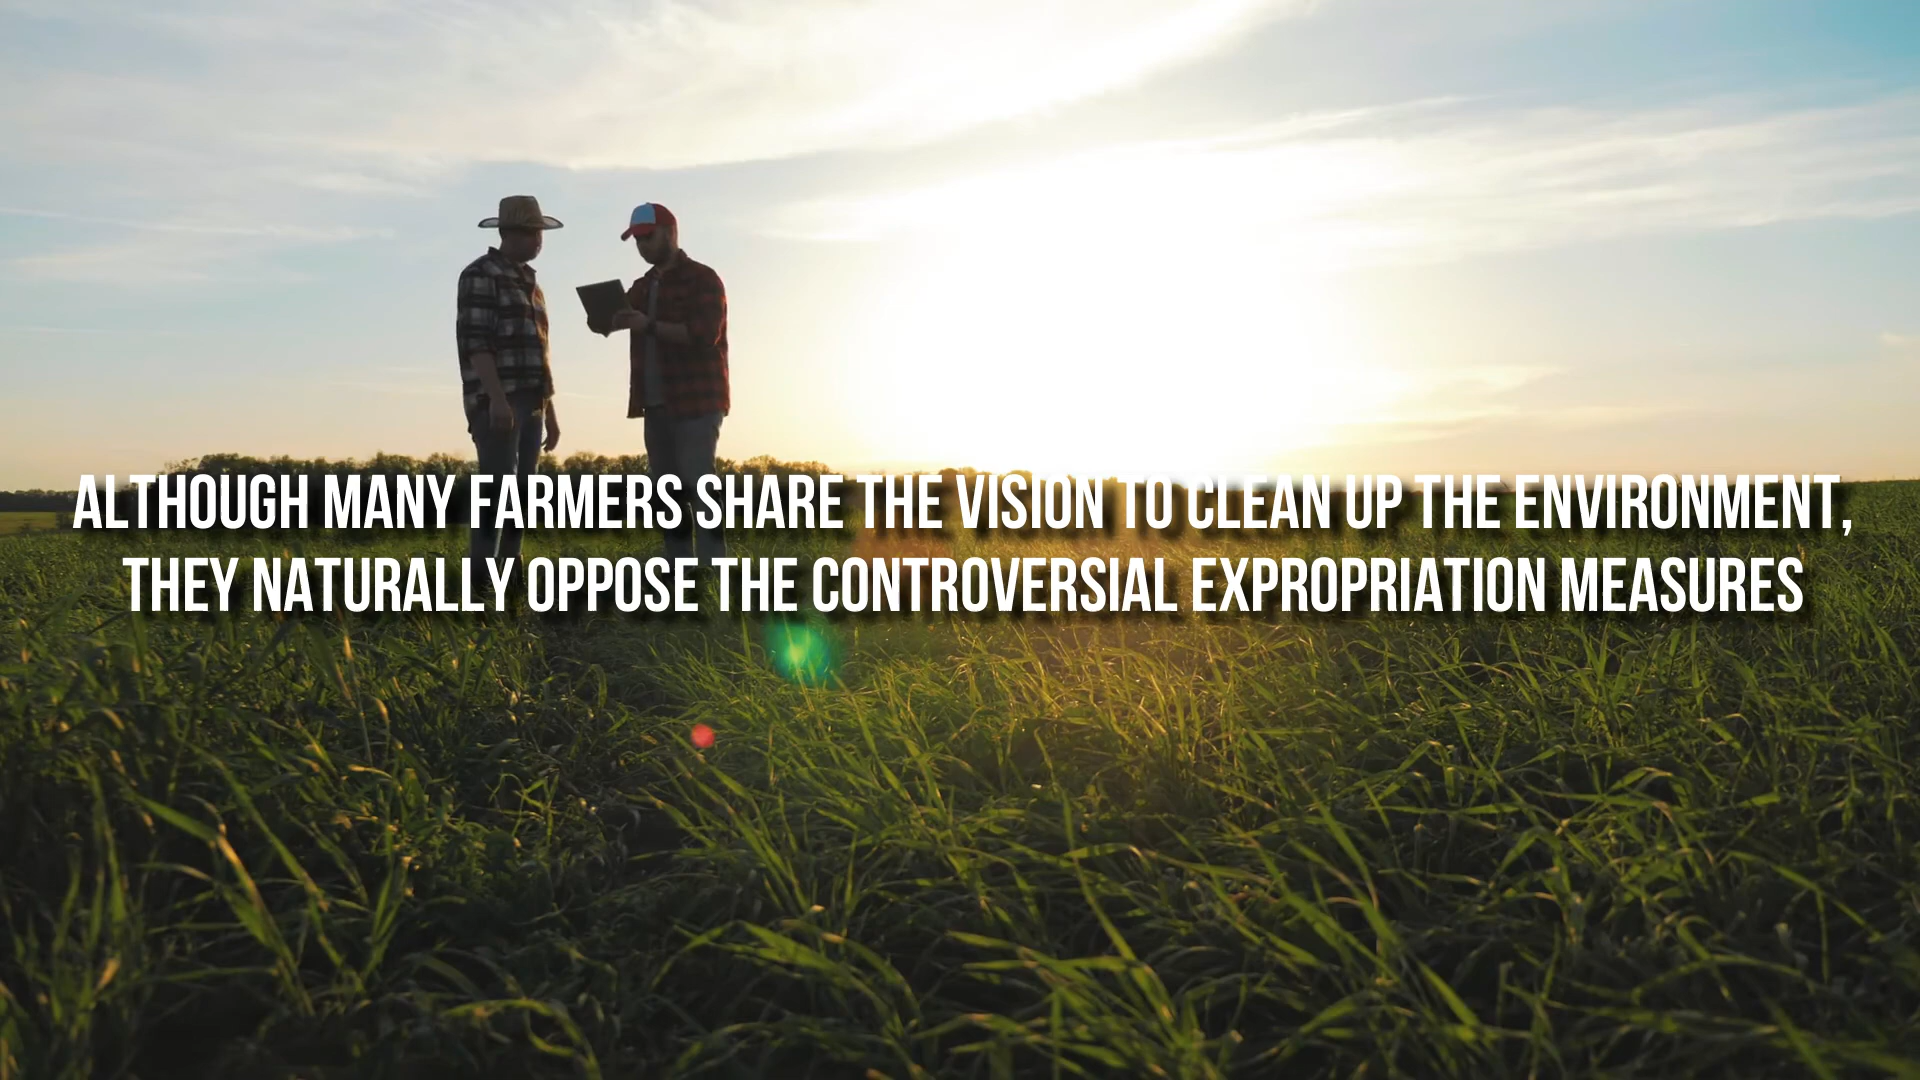 ALTHOUGH MANY FARMERS SHARE THE VISION TO CLEAN UP THE ENVIRONMENT,
THEY NATURALLY OPPOSE THE CONTROVERSIAL EXPROPRIATION MEASURES